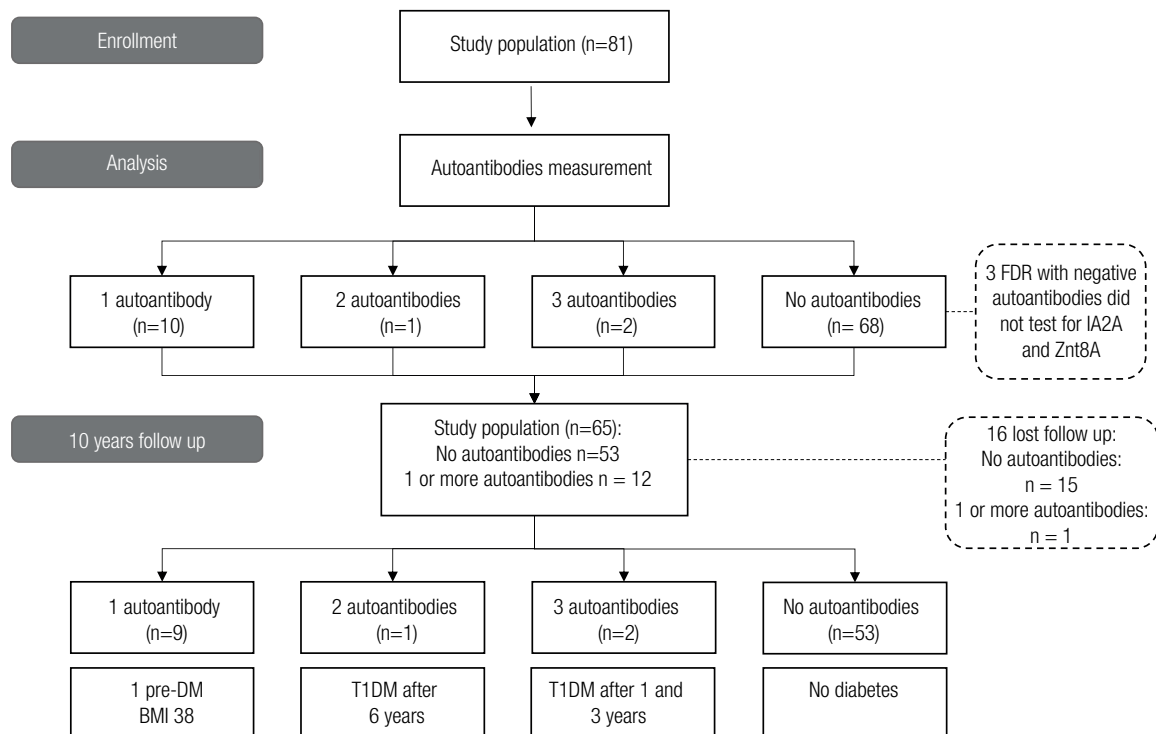 Enrollment
Study population (n=81)
Analysis
Autoantibodies measurement
1 autoantibody
(n=10)
2 autoantibodies
(n=1)
3 autoantibodies
(n=2)
No autoantibodies
(n= 68)
3 FDR with negative
autoantibodies did
not test for IA2A
and Znt8A
10 years follow up
Study population (n=65):
No autoantibodies n=53
1 or more autoantibodies n = 12
16 lost follow up:
No autoantibodies:
n = 15
1 or more autoantibodies:
n = 1
1 autoantibody
(n=9)
2 autoantibodies
(n=1)
3 autoantibodies
(n=2)
No autoantibodies
(n=53)
1 pre-DM
BMI 38
T1DM after
6 years
T1DM after 1 and
3 years
No diabetes